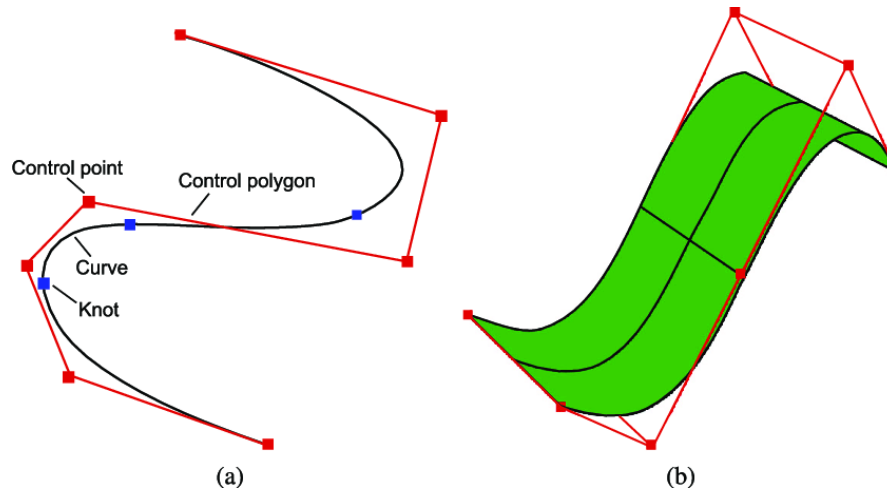 Control point
Control polygon
Curve
Knot
(a)
(b)